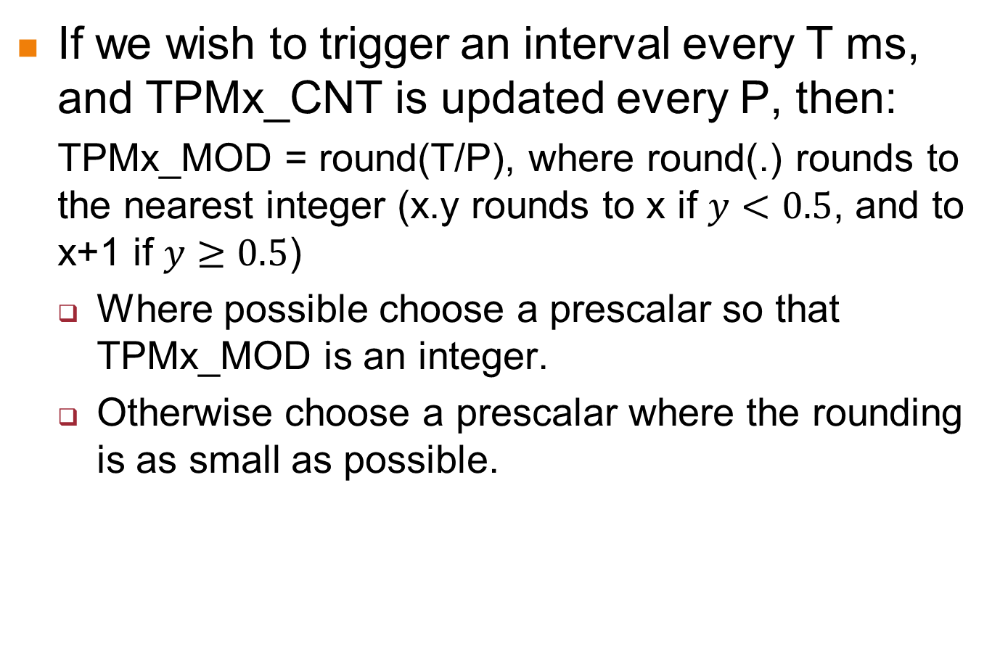 If we wish to trigger an interval every T ms,
and TPMx_CNT is updated every P, then:
TPMx_MOD = round(T/P), where round(.) rounds to
the nearest integer (x.y rounds to x if 𝑦 < 0.5, and to
x+1 if 𝑦 ≥ 0.5)
Where possible choose a prescalar so that
TPMx_MOD is an integer.
Otherwise choose a prescalar where the rounding
is as small as possible.